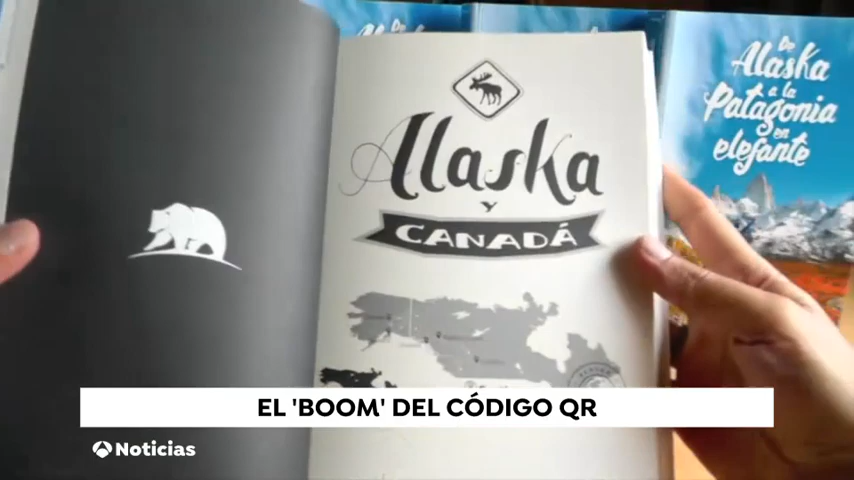 De
Alaska
a la
Patagonia
en
elefante
Alaska
y
CANADÁ
EL 'BOOM' DEL CÓDIGO QR
Noticias